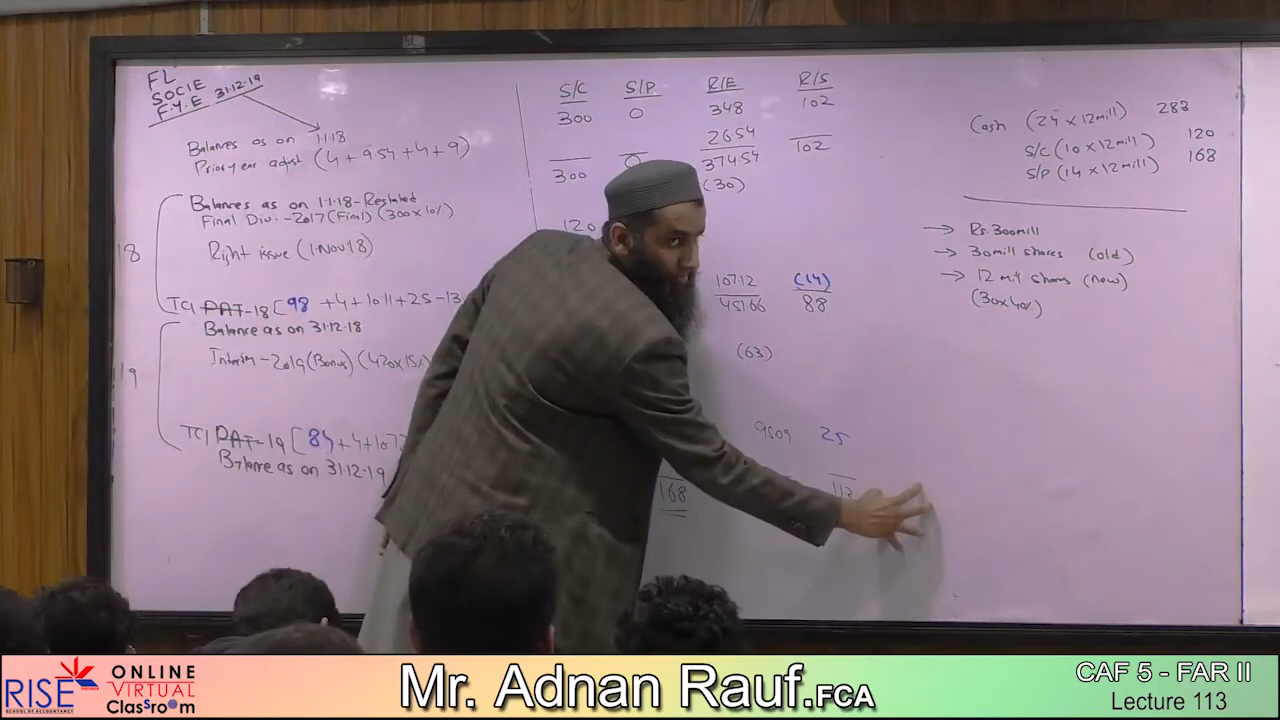 FL
SOCIE
F.Y.E 31.12.19
S/C S/P R/E R/S
300 0 348 102
Balances as on 1.1.18
Prior year adjust (4 + 9.54 + 4 + 9) 26.54
300 0 374.54 102
Balances as on 1.1.18 - Restated
Final Div. - 2017 (Final) (300 x 10%) (30)
Right issue (1.Nov.18) 120
TCI PAT-18 [98 + 4 + 10.11 + 25 - 13 107.12 (14)
Balance as on 31.12.18 451.66 88
Interim - 2019 (Bonus) (420x15% (63)
TCI PAT-19 [84 + 4 + 10.7 95.09 25
Balance as on 31.12.19 168 113
18
19
Cash (24 x 12mill) 288
S/C (10 x 12mill) 120
S/P (14 x 12mill) 168
→ Rs.300mill
→ 30mill shares (old)
→ 12 mill shares (new)
(30x40%)
RISE
PREMIER
SCHOOL OF ACCOUNTANCY
ONLINE
VIRTUAL
ClasSroom
Mr. Adnan Rauf.FCA
CAF 5 - FAR II
Lecture 113